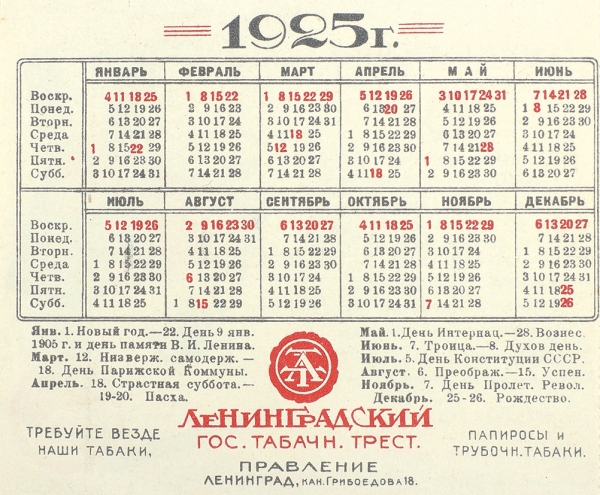 1925г.
ЯНВАРЬ ФЕВРАЛЬ МАРТ АПРЕЛЬ МАЙ ИЮНЬ
Воскр. 4 11 18 25 1 8 15 22 1 8 15 22 29 5 12 19 26 3 10 17 24 31 7 14 21 28
Понед. 5 12 19 26 2 9 16 23 2 9 16 23 30 6 13 20 27 4 11 18 25 1 8 15 22 29
Вторн. 6 13 20 27 3 10 17 24 3 10 17 24 31 7 14 21 28 5 12 19 26 2 9 16 23 30
Среда 7 14 21 28 4 11 18 25 4 11 18 25 1 8 15 22 29 6 13 20 27 3 10 17 24
Четв. 1 8 15 22 29 5 12 19 26 5 12 19 26 2 9 16 23 30 7 14 21 28 4 11 18 25
Пятн. 2 9 16 23 30 6 13 20 27 6 13 20 27 3 10 17 24 1 8 15 22 29 5 12 19 26
Субб. 3 10 17 24 31 7 14 21 28 7 14 21 28 4 11 18 25 2 9 16 23 30 6 13 20 27
ИЮЛЬ АВГУСТ СЕНТЯБРЬ ОКТЯБРЬ НОЯБРЬ ДЕКАБРЬ
Воскр. 5 12 19 26 2 9 16 23 30 6 13 20 27 4 11 18 25 1 8 15 22 29 6 13 20 27
Понед. 6 13 20 27 3 10 17 24 31 7 14 21 28 5 12 19 26 2 9 16 23 30 7 14 21 28
Вторн. 7 14 21 28 4 11 18 25 1 8 15 22 29 6 13 20 27 3 10 17 24 1 8 15 22 29
Среда 1 8 15 22 29 5 12 19 26 2 9 16 23 30 7 14 21 28 4 11 18 25 2 9 16 23 30
Четв. 2 9 16 23 30 6 13 20 27 3 10 17 24 1 8 15 22 29 5 12 19 26 3 10 17 24 31
Пятн. 3 10 17 24 31 7 14 21 28 4 11 18 25 2 9 16 23 30 6 13 20 27 4 11 18 25
Субб. 4 11 18 25 1 8 15 22 29 5 12 19 26 3 10 17 24 31 7 14 21 28 5 12 19 26
Янв. 1. Новый год.—22. День 9 янв.
1905 г. и день памяти В. И. Ленина.
Март. 12. Низверж. самодерж. —
18. День Парижской Коммуны.
Апрель. 18. Страстная суббота.—
19-20. Пасха.
Май. 1. День Интернац.—28. Вознес.
Июнь. 7. Троица.—8. Духов день.
Июль. 5. День Конституции СССР.
Август. 6. Преображ.—15. Успен.
Ноябрь. 7. День Пролет. Револ.
Декабрь. 25-26. Рождество.
ЛЕНИНГРАДСКИЙ
ГОС. ТАБАЧН. ТРЕСТ.
ТРЕБУЙТЕ ВЕЗДЕ
НАШИ ТАБАКИ,
ПАПИРОСЫ И
ТРУБОЧН. ТАБАКИ.
ПРАВЛЕНИЕ
ЛЕНИНГРАД, КАН. ГРИБОЕДОВА 18.